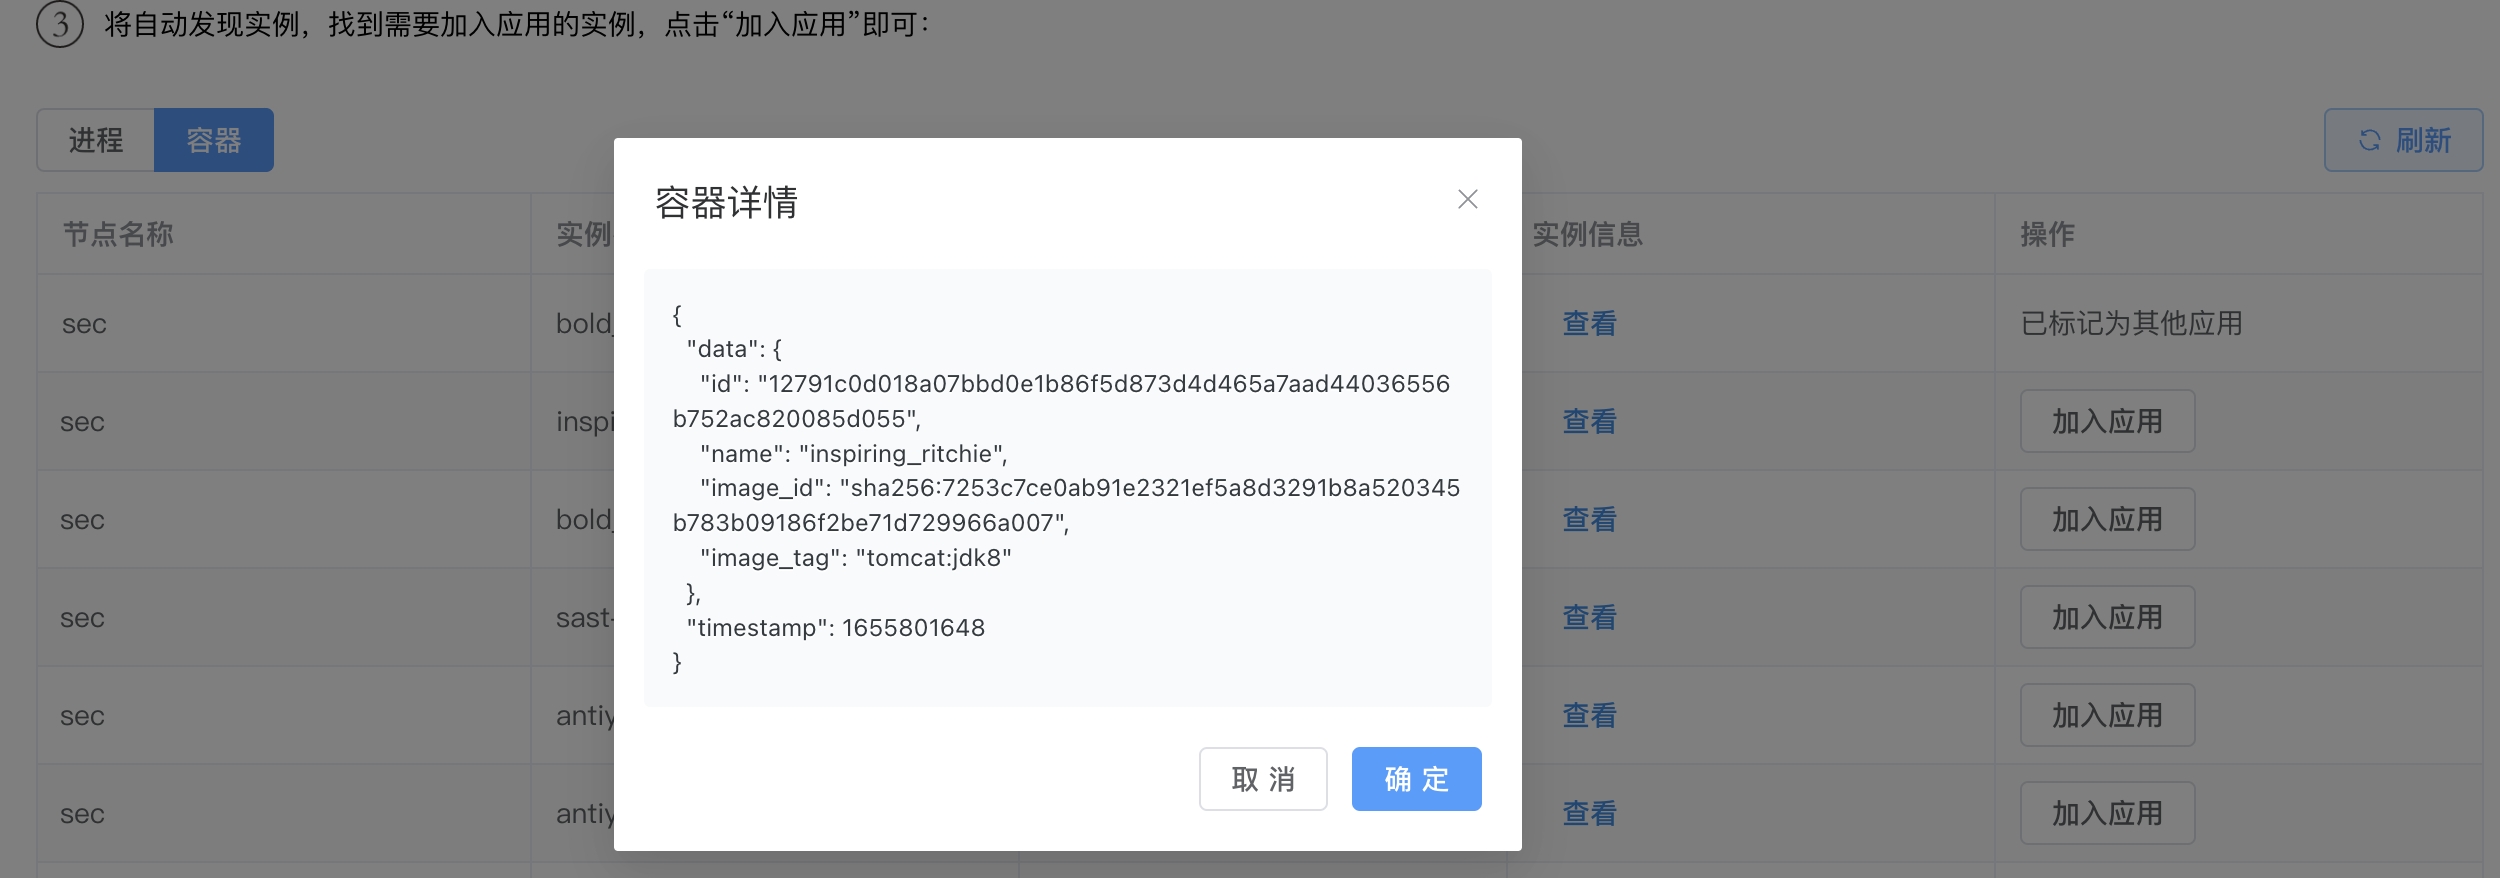 ③ 将自动发现实例，找到需要加入应用的实例，点击“加入应用”即可：
进程 容器 刷新
节点名称 实例 实例信息 操作
sec bold_ 查看 已标记为其他应用
sec inspi 查看 加入应用
sec bold_ 查看 加入应用
sec sast- 查看 加入应用
sec antiy 查看 加入应用
sec antiy 查看 加入应用
容器详情
{
"data": {
"id": "12791c0d018a07bbd0e1b86f5d873d4d465a7aad44036556
b752ac820085d055",
"name": "inspiring_ritchie",
"image_id": "sha256:7253c7ce0ab91e2321ef5a8d3291b8a520345
b783b09186f2be71d729966a007",
"image_tag": "tomcat:jdk8"
},
"timestamp": 1655801648
}
取 消 确 定